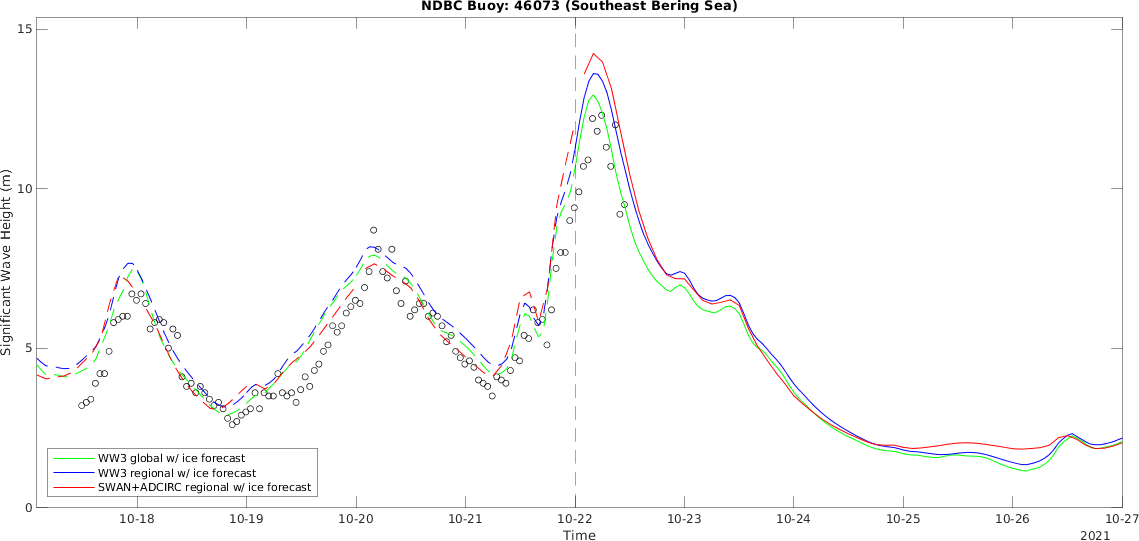 NDBC Buoy: 46073 (Southeast Bering Sea)
15
10
5
0
Significant Wave Height (m)
WW3 global w/ ice forecast
WW3 regional w/ ice forecast
SWAN+ADCIRC regional w/ ice forecast
10-18 10-19 10-20 10-21 10-22 10-23 10-24 10-25 10-26 10-27
Time
2021